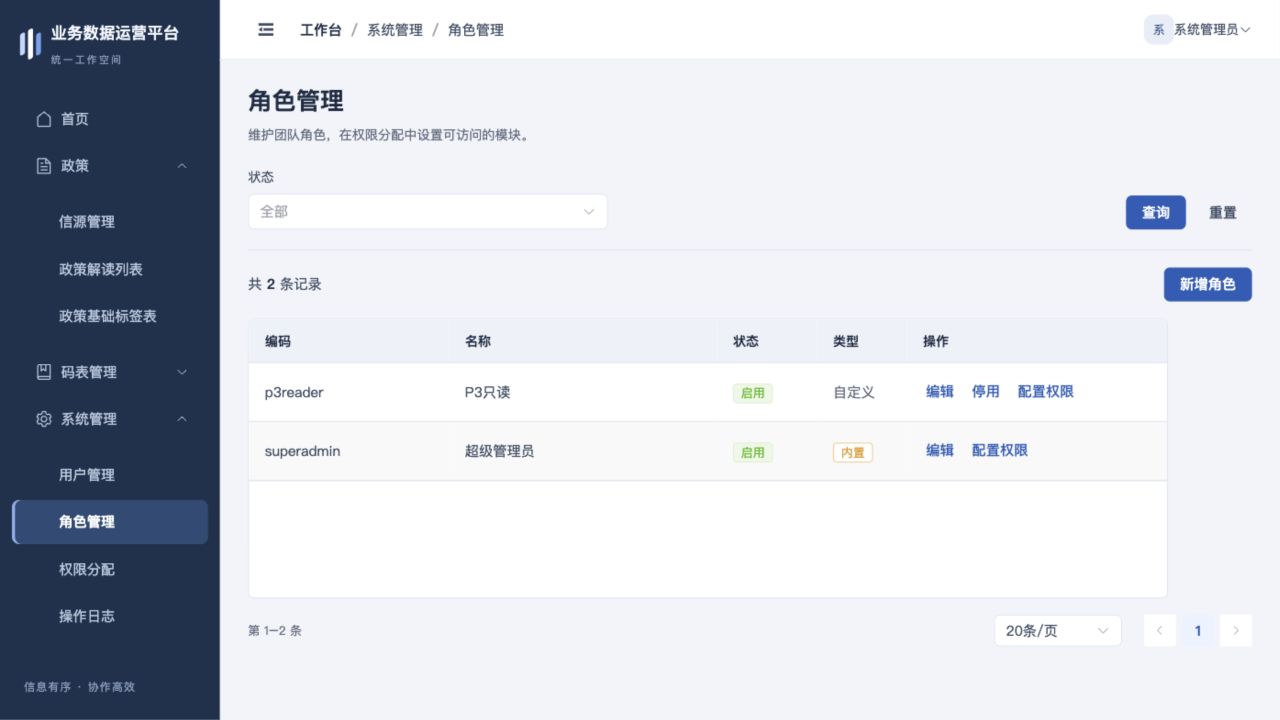 业务数据运营平台
统一工作空间
首页
政策
信源管理
政策解读列表
政策基础标签表
码表管理
系统管理
用户管理
角色管理
权限分配
操作日志
信息有序 · 协作高效
工作台 / 系统管理 / 角色管理
系 系统管理员
角色管理
维护团队角色，在权限分配中设置可访问的模块。
状态
全部
查询 重置
共 2 条记录
新增角色
编码 名称 状态 类型 操作
p3reader P3只读 启用 自定义 编辑 停用 配置权限
superadmin 超级管理员 启用 内置 编辑 配置权限
第 1–2 条
20条/页
1